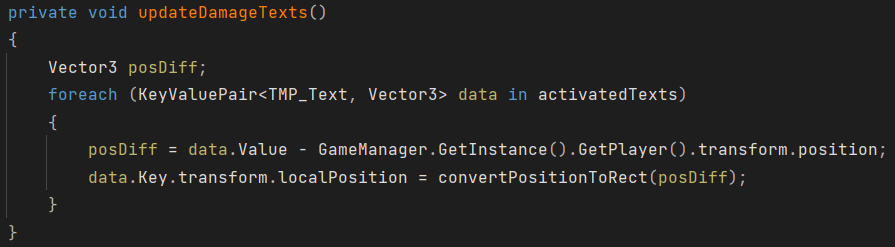 private void updateDamageTexts()
{
    Vector3 posDiff;
    foreach (KeyValuePair<TMP_Text, Vector3> data in activatedTexts)
    {
        posDiff = data.Value - GameManager.GetInstance().GetPlayer().transform.position;
        data.Key.transform.localPosition = convertPositionToRect(posDiff);
    }
}